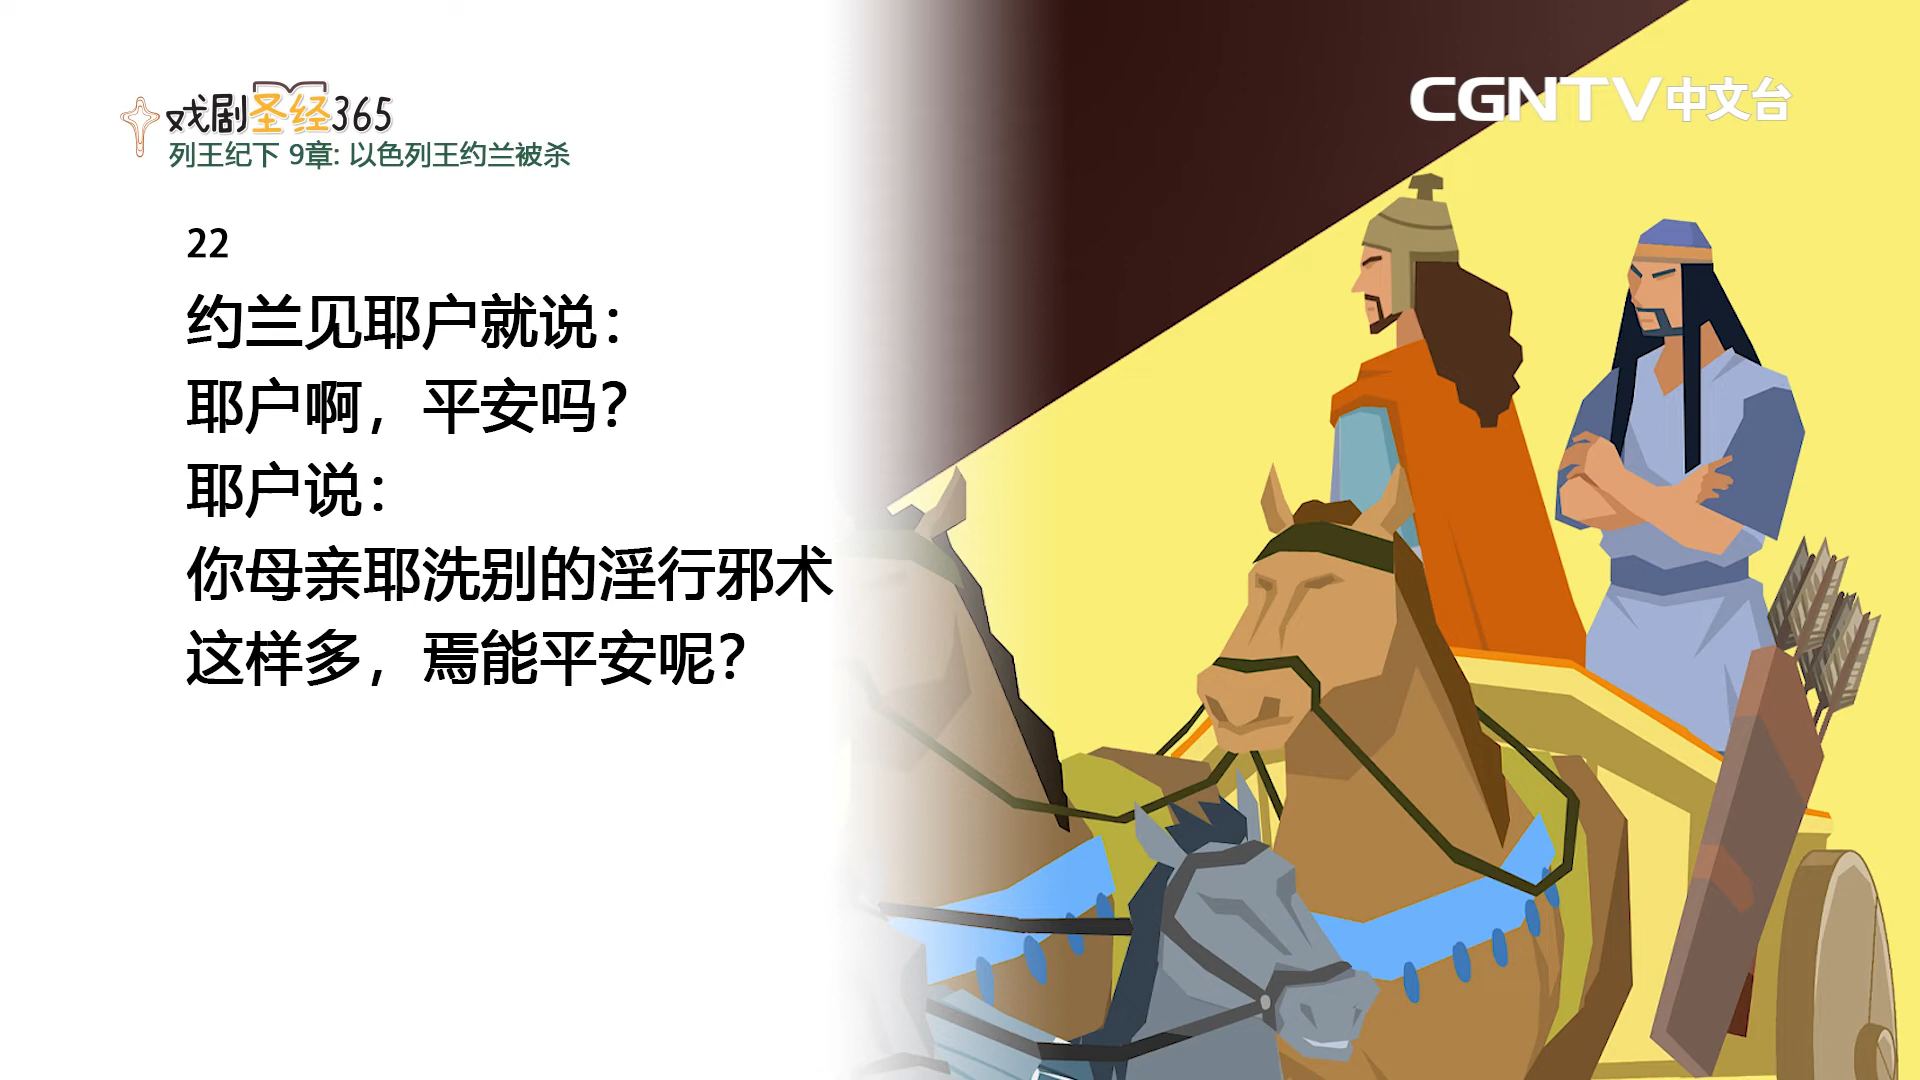 戏剧圣经365
CGNTV中文台
列王纪下 9章: 以色列王约兰被杀
22
约兰见耶户就说：
耶户啊，平安吗？
耶户说：
你母亲耶洗别的淫行邪术
这样多，焉能平安呢？